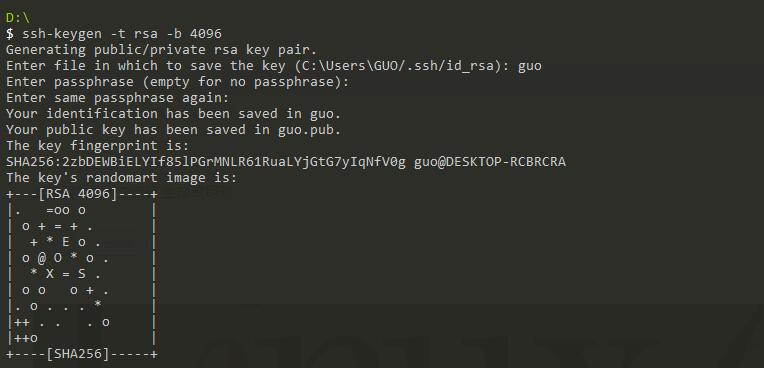 D:\
$ ssh-keygen -t rsa -b 4096
Generating public/private rsa key pair.
Enter file in which to save the key (C:\Users\GUO/.ssh/id_rsa): guo
Enter passphrase (empty for no passphrase):
Enter same passphrase again:
Your identification has been saved in guo.
Your public key has been saved in guo.pub.
The key fingerprint is:
SHA256:2zbDEWBiELYIf85lPGrMNLR61RuaLYjGtG7yIqNfV0g guo@DESKTOP-RCBRCRA
The key's randomart image is:
+---[RSA 4096]----+
|.   =oo o        |
| o + = + .       |
|  + * E o .      |
| o @ O * o .     |
|  * X = S .      |
| o o   o + .     |
|. o . . . *      |
|++ . .   . o     |
|++o              |
+----[SHA256]-----+